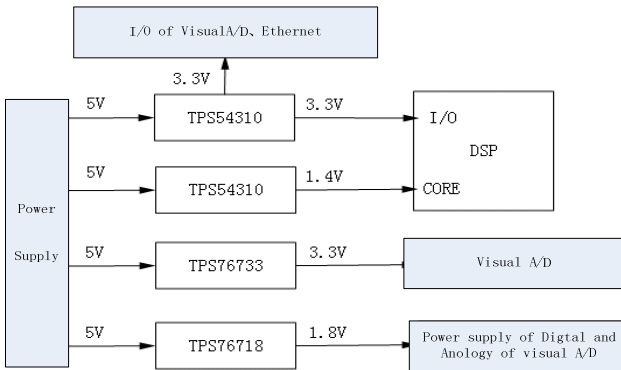 I/O of VisualA/D、Ethernet
3.3V
5V
TPS54310
3.3V
I/O
DSP
5V
TPS54310
1.4V
CORE
Power
Supply
5V
TPS76733
3.3V
Visual A/D
5V
TPS76718
1.8V
Power supply of Digtal and
Anology of visual A/D